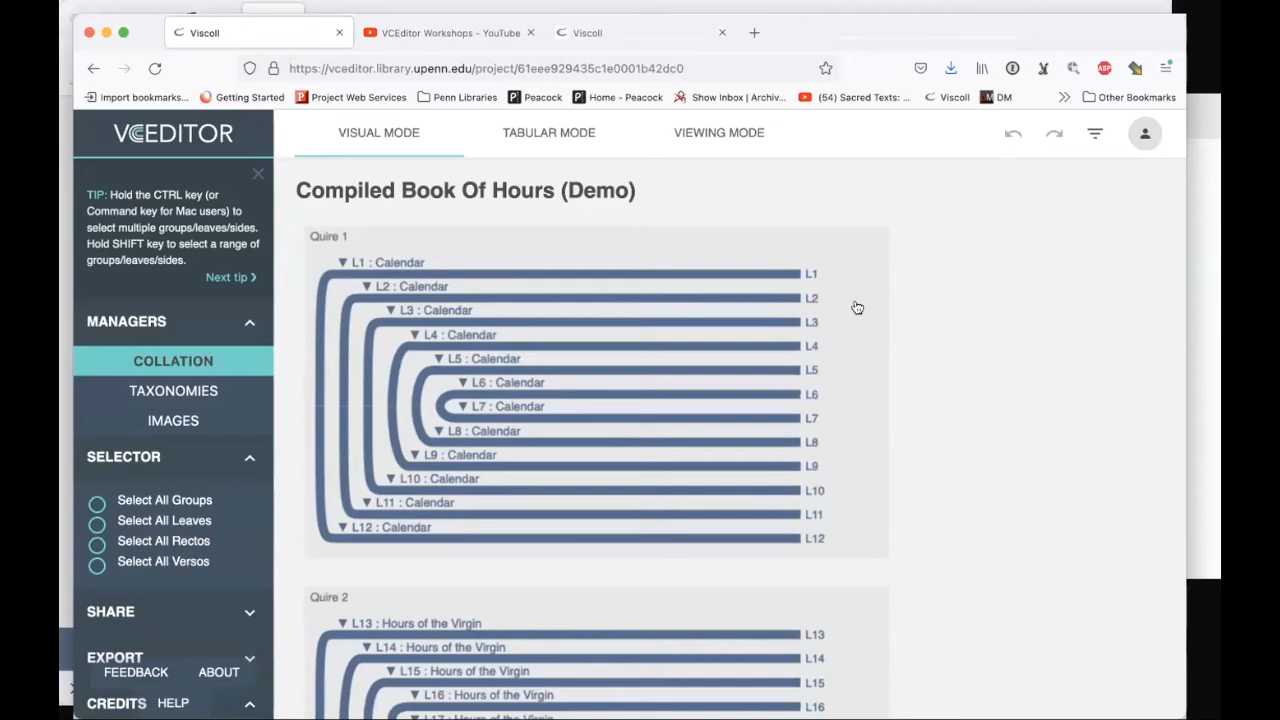 Viscoll
VCEditor Workshops - YouTube
Viscoll
https://vceditor.library.upenn.edu/project/61eee929435c1e0001b42dc0
Import bookmarks...
Getting Started
Project Web Services
Penn Libraries
Peacock
Home - Peacock
Show Inbox | Archiv...
(54) Sacred Texts: ...
Viscoll
DM
Other Bookmarks
VCEDITOR
VISUAL MODE
TABULAR MODE
VIEWING MODE
TIP: Hold the CTRL key (or
Command key for Mac users) to
select multiple groups/leaves/sides.
Hold SHIFT key to select a range of
groups/leaves/sides.
Next tip
MANAGERS
COLLATION
TAXONOMIES
IMAGES
SELECTOR
Select All Groups
Select All Leaves
Select All Rectos
Select All Versos
SHARE
EXPORT
FEEDBACK ABOUT
CREDITS HELP
Compiled Book Of Hours (Demo)
Quire 1
L1 : Calendar
L1
L2 : Calendar
L2
L3 : Calendar
L3
L4 : Calendar
L4
L5 : Calendar
L5
L6 : Calendar
L6
L7 : Calendar
L7
L8 : Calendar
L8
L9 : Calendar
L9
L10 : Calendar
L10
L11 : Calendar
L11
L12 : Calendar
L12
Quire 2
L13 : Hours of the Virgin
L13
L14 : Hours of the Virgin
L14
L15 : Hours of the Virgin
L15
L16 : Hours of the Virgin
L16
L17 : Hours of the Virgin